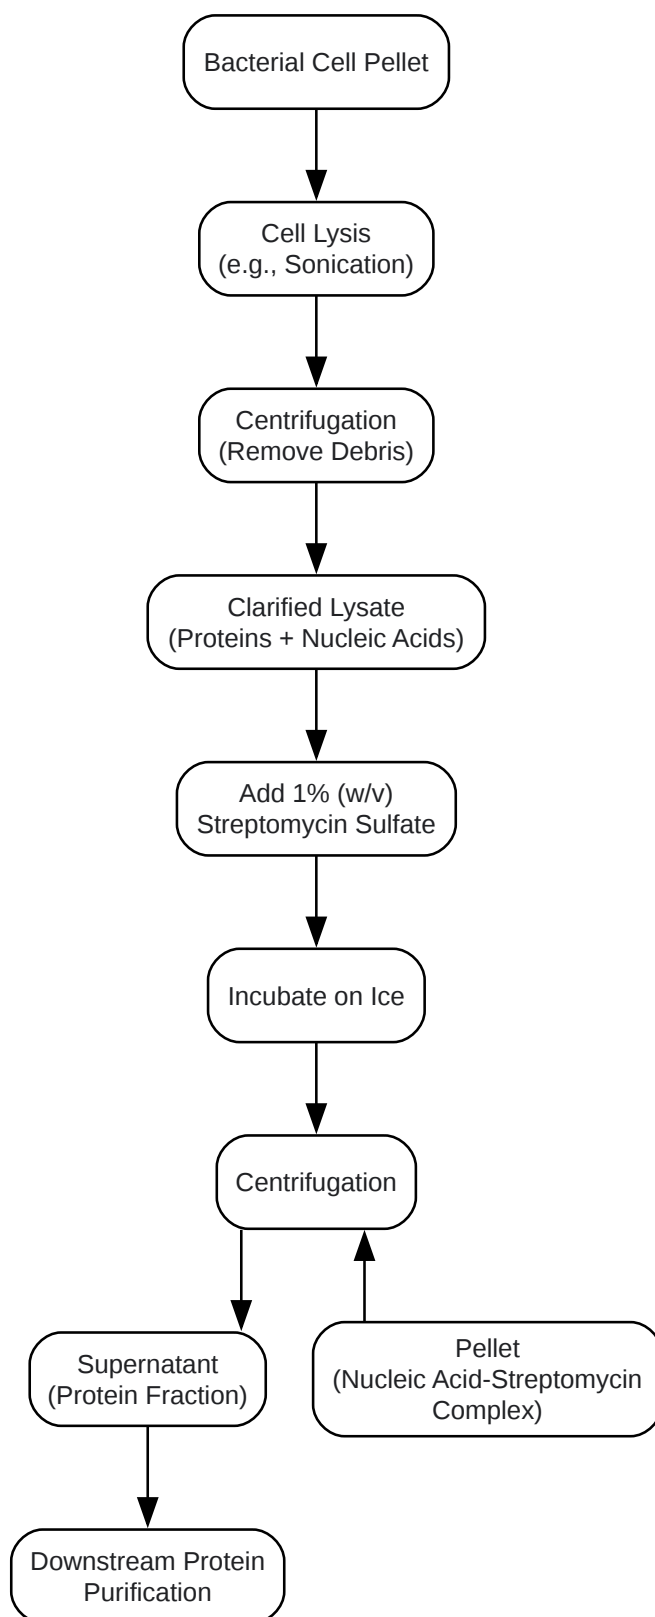 Bacterial Cell Pellet
Cell Lysis
(e.g., Sonication)
Centrifugation
(Remove Debris)
Clarified Lysate
(Proteins + Nucleic Acids)
Add 1% (w/v)
Streptomycin Sulfate
Incubate on Ice
Centrifugation
Supernatant
(Protein Fraction)
Pellet
(Nucleic Acid-Streptomycin
Complex)
Downstream Protein
Purification